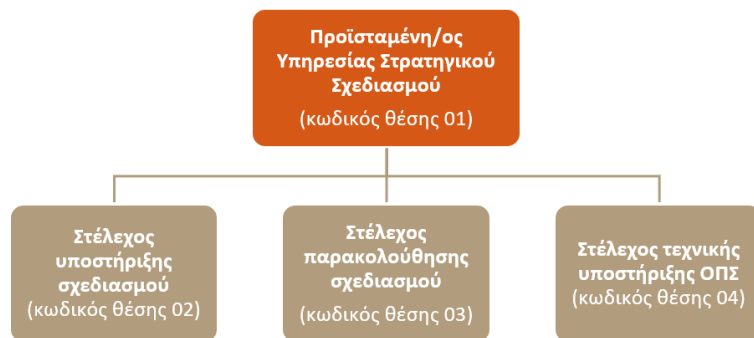 Προϊσταμένη/ος
Υπηρεσίας Στρατηγικού
Σχεδιασμού
(κωδικός θέσης 01)
Στέλεχος
υποστήριξης
σχεδιασμού
(κωδικός θέσης 02)
Στέλεχος
παρακολούθησης
σχεδιασμού
(κωδικός θέσης 03)
Στέλεχος τεχνικής
υποστήριξης ΟΠΣ
(κωδικός θέσης 04)